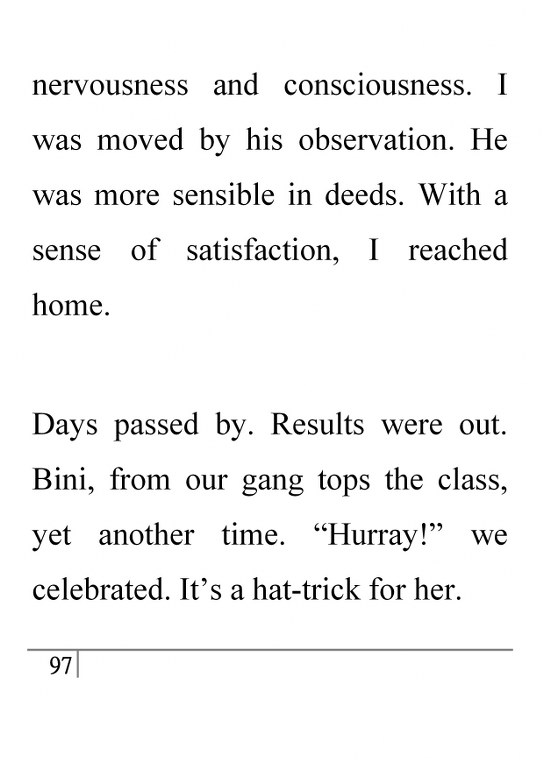 nervousness and consciousness. I
was moved by his observation. He
was more sensible in deeds. With a
sense of satisfaction, I reached
home.
Days passed by. Results were out.
Bini, from our gang tops the class,
yet another time. “Hurray!” we
celebrated. It’s a hat-trick for her.
97